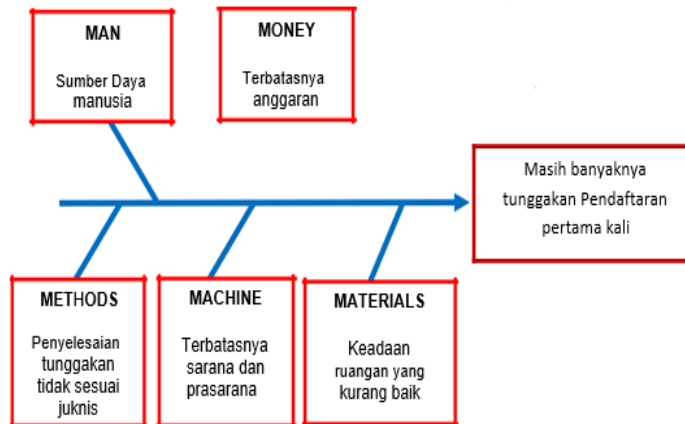 MAN
Sumber Daya
manusia
MONEY
Terbatasnya
anggaran
Masih banyaknya
tunggakan Pendaftaran
pertama kali
METHODS
Penyelesaian
tunggakan
tidak sesuai
juknis
MACHINE
Terbatasnya
sarana dan
prasarana
MATERIALS
Keadaan
ruangan yang
kurang baik